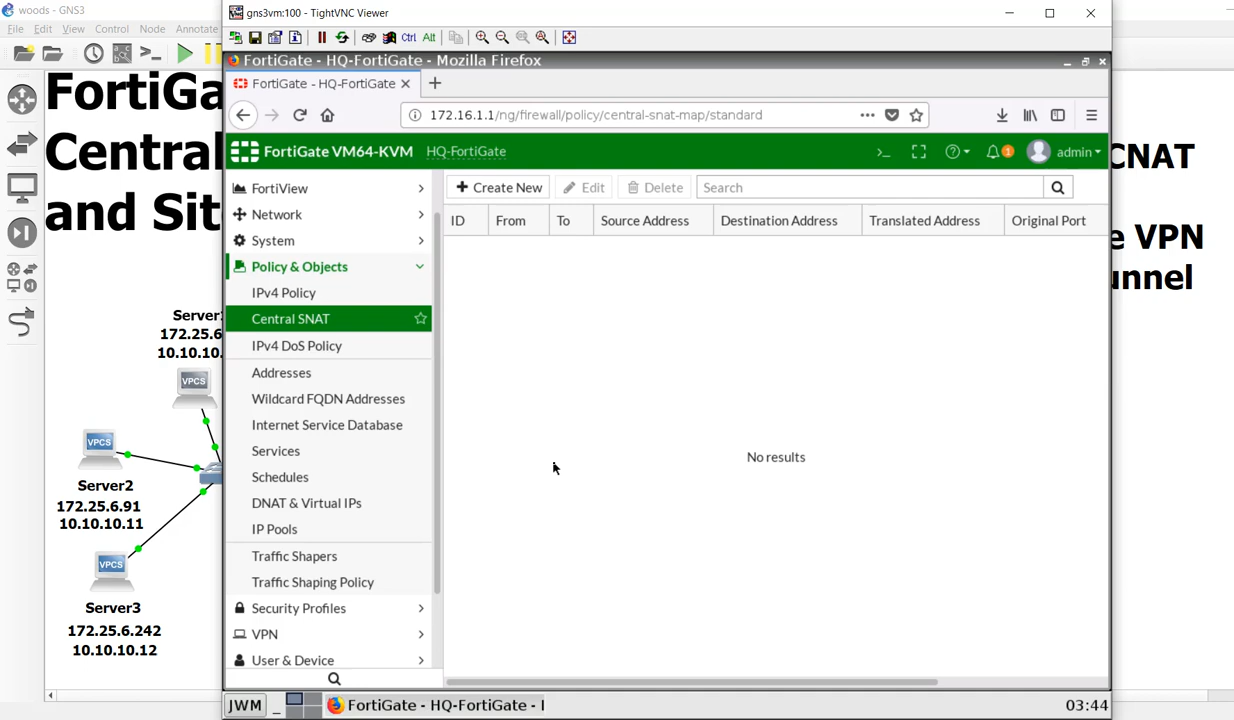 woods - GNS3
File Edit View Control Node Annotate
FortiGa
Central
and Sit
CNAT
e VPN
unnel
Server
172.25.6
10.10.10.
VPCS
VPCS
Server2
172.25.6.91
10.10.10.11
VPCS
Server3
172.25.6.242
10.10.10.12
gns3vm:100 - TightVNC Viewer
Ctrl Alt
FortiGate - HQ-FortiGate - Mozilla Firefox
FortiGate - HQ-FortiGate
172.16.1.1/ng/firewall/policy/central-snat-map/standard
FortiGate VM64-KVM HQ-FortiGate
1 admin
FortiView
Network
System
Policy & Objects
IPv4 Policy
Central SNAT
IPv4 DoS Policy
Addresses
Wildcard FQDN Addresses
Internet Service Database
Services
Schedules
DNAT & Virtual IPs
IP Pools
Traffic Shapers
Traffic Shaping Policy
Security Profiles
VPN
User & Device
+ Create New Edit Delete Search
ID From To Source Address Destination Address Translated Address Original Port
No results
JWM FortiGate - HQ-FortiGate - I 03:44